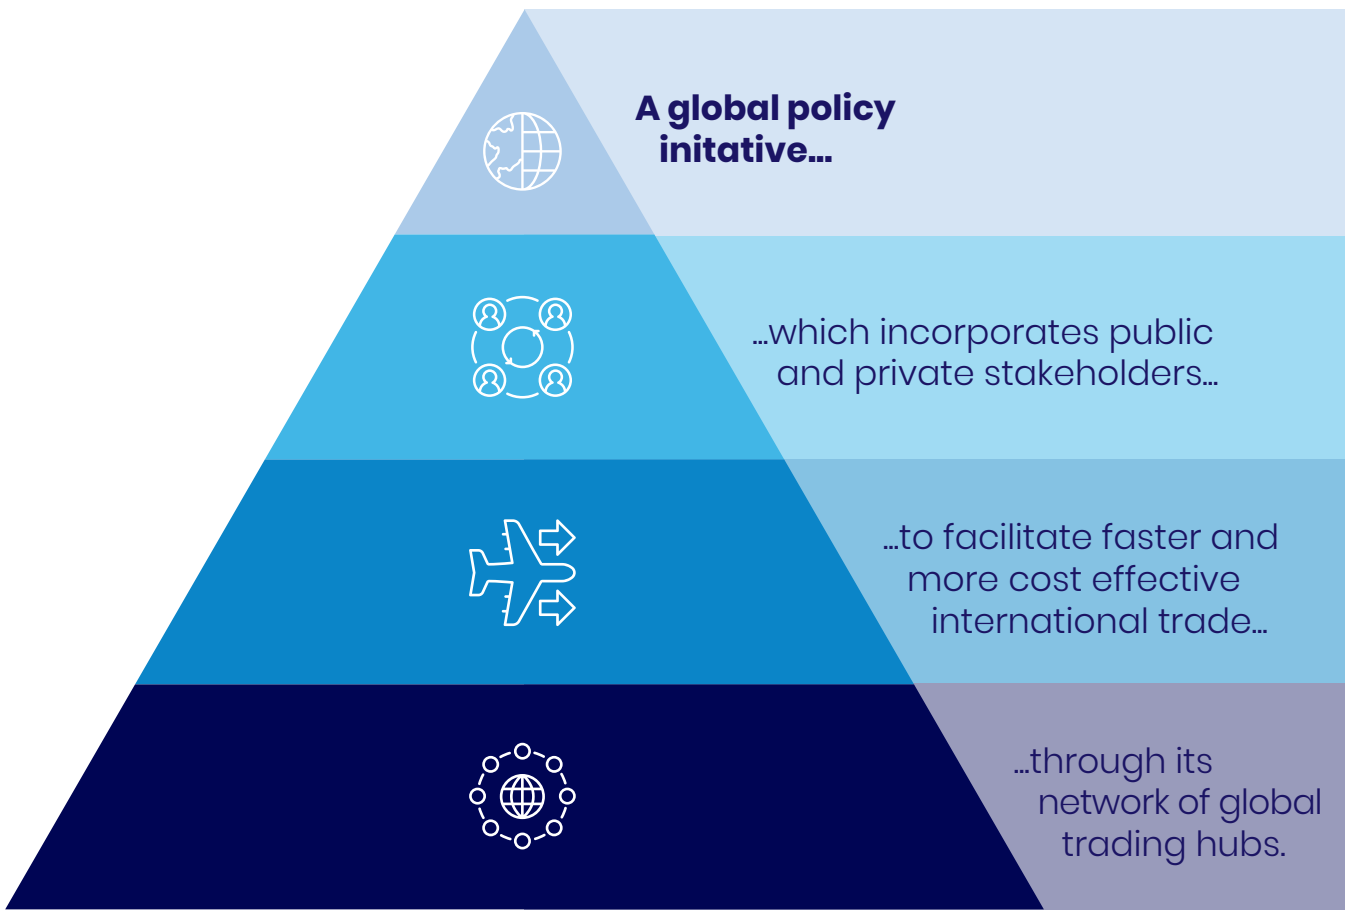 A global policy
initative...
...which incorporates public
and private stakeholders...
...to facilitate faster and
more cost effective
international trade...
...through its
network of global
trading hubs.